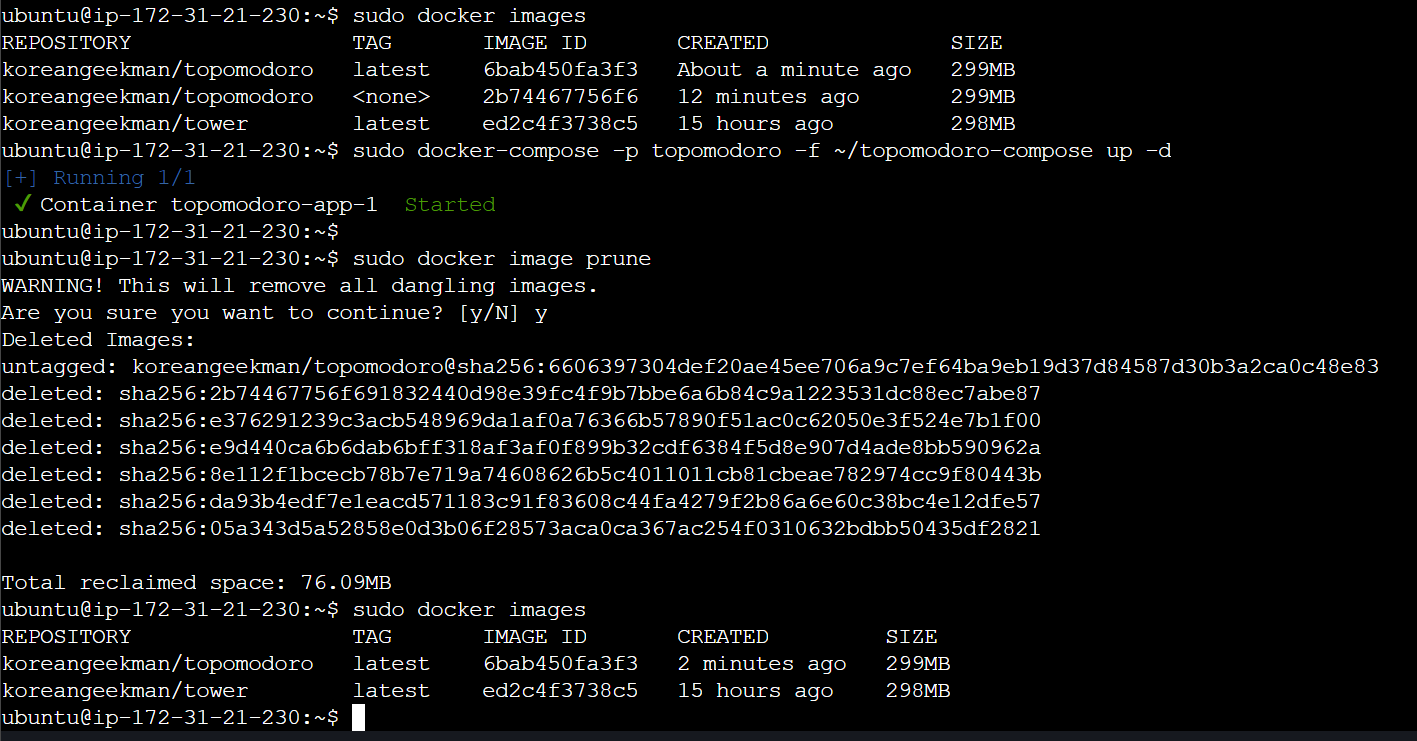 ubuntu@ip-172-31-21-230:~$ sudo docker images
REPOSITORY TAG IMAGE ID CREATED SIZE
koreangeekman/topomodoro latest 6bab450fa3f3 About a minute ago 299MB
koreangeekman/topomodoro <none> 2b74467756f6 12 minutes ago 299MB
koreangeekman/tower latest ed2c4f3738c5 15 hours ago 298MB
ubuntu@ip-172-31-21-230:~$ sudo docker-compose -p topomodoro -f ~/topomodoro-compose up -d
[+] Running 1/1
✓ Container topomodoro-app-1 Started
ubuntu@ip-172-31-21-230:~$
ubuntu@ip-172-31-21-230:~$ sudo docker image prune
WARNING! This will remove all dangling images.
Are you sure you want to continue? [y/N] y
Deleted Images:
untagged: koreangeekman/topomodoro@sha256:6606397304def20ae45ee706a9c7ef64ba9eb19d37d84587d30b3a2ca0c48e83
deleted: sha256:2b74467756f691832440d98e39fc4f9b7bbe6a6b84c9a1223531dc88ec7abe87
deleted: sha256:e376291239c3acb548969da1af0a76366b57890f51ac0c62050e3f524e7b1f00
deleted: sha256:e9d440ca6b6dab6bff318af3af0f899b32cdf6384f5d8e907d4ade8bb590962a
deleted: sha256:8e112f1bcecb78b7e719a74608626b5c4011011cb81cbeae782974cc9f80443b
deleted: sha256:da93b4edf7e1eacd571183c91f83608c44fa4279f2b86a6e60c38bc4e12dfe57
deleted: sha256:05a343d5a52858e0d3b06f28573aca0ca367ac254f0310632bdbb50435df2821
Total reclaimed space: 76.09MB
ubuntu@ip-172-31-21-230:~$ sudo docker images
REPOSITORY TAG IMAGE ID CREATED SIZE
koreangeekman/topomodoro latest 6bab450fa3f3 2 minutes ago 299MB
koreangeekman/tower latest ed2c4f3738c5 15 hours ago 298MB
ubuntu@ip-172-31-21-230:~$